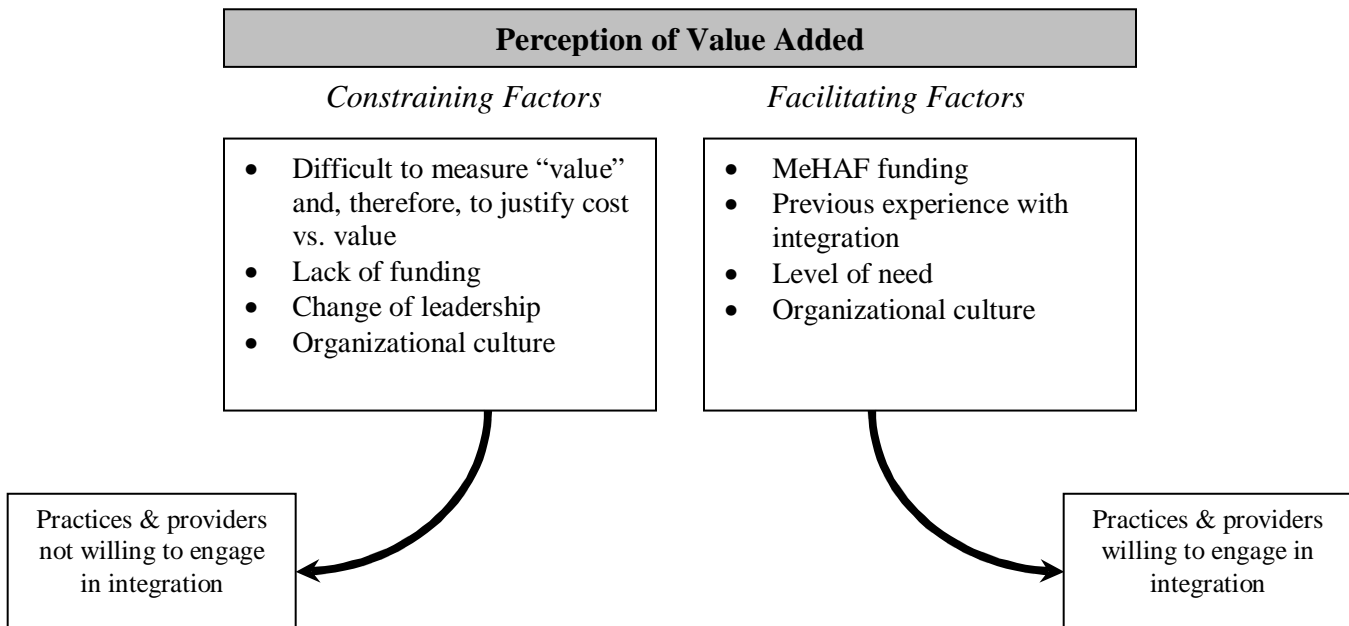 Perception of Value Added
Constraining Factors
Facilitating Factors
• Difficult to measure “value”
and, therefore, to justify cost
vs. value
• Lack of funding
• Change of leadership
• Organizational culture
• MeHAF funding
• Previous experience with
integration
• Level of need
• Organizational culture
Practices & providers
not willing to engage
in integration
Practices & providers
willing to engage in
integration